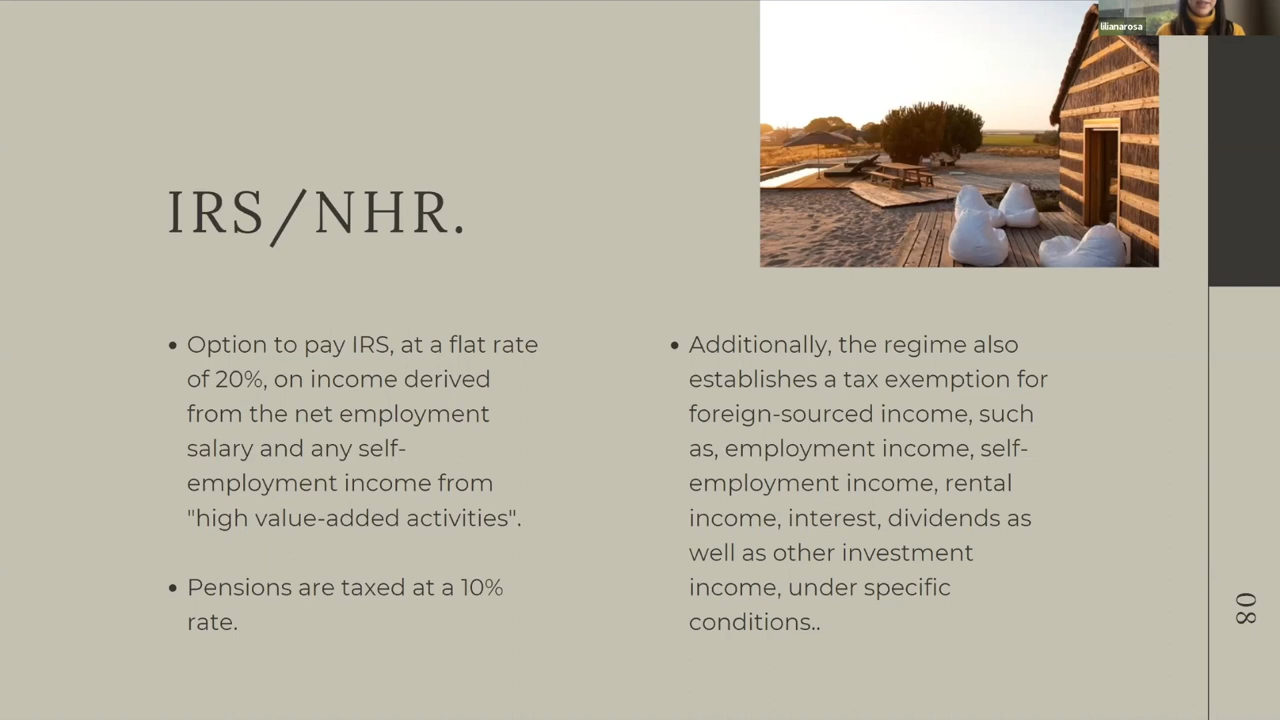 lilianarosa
IRS/NHR.
• Option to pay IRS, at a flat rate
of 20%, on income derived
from the net employment
salary and any self-
employment income from
"high value-added activities".
• Pensions are taxed at a 10%
rate.
• Additionally, the regime also
establishes a tax exemption for
foreign-sourced income, such
as, employment income, self-
employment income, rental
income, interest, dividends as
well as other investment
income, under specific
conditions..
08